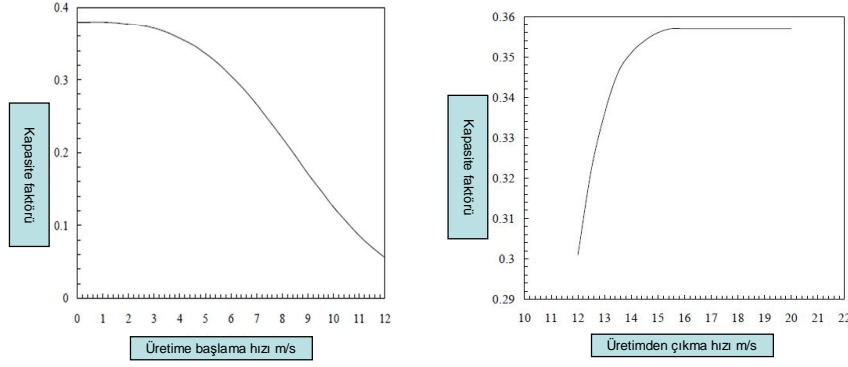 Kapasite faktörü
0.4
0.3
0.2
0.1
0
0 1 2 3 4 5 6 7 8 9 10 11 12
Üretime başlama hızı m/s
Kapasite faktörü
0.36
0.35
0.34
0.33
0.32
0.31
0.3
0.29
10 11 12 13 14 15 16 17 18 19 20 21 22
Üretimden çıkma hızı m/s